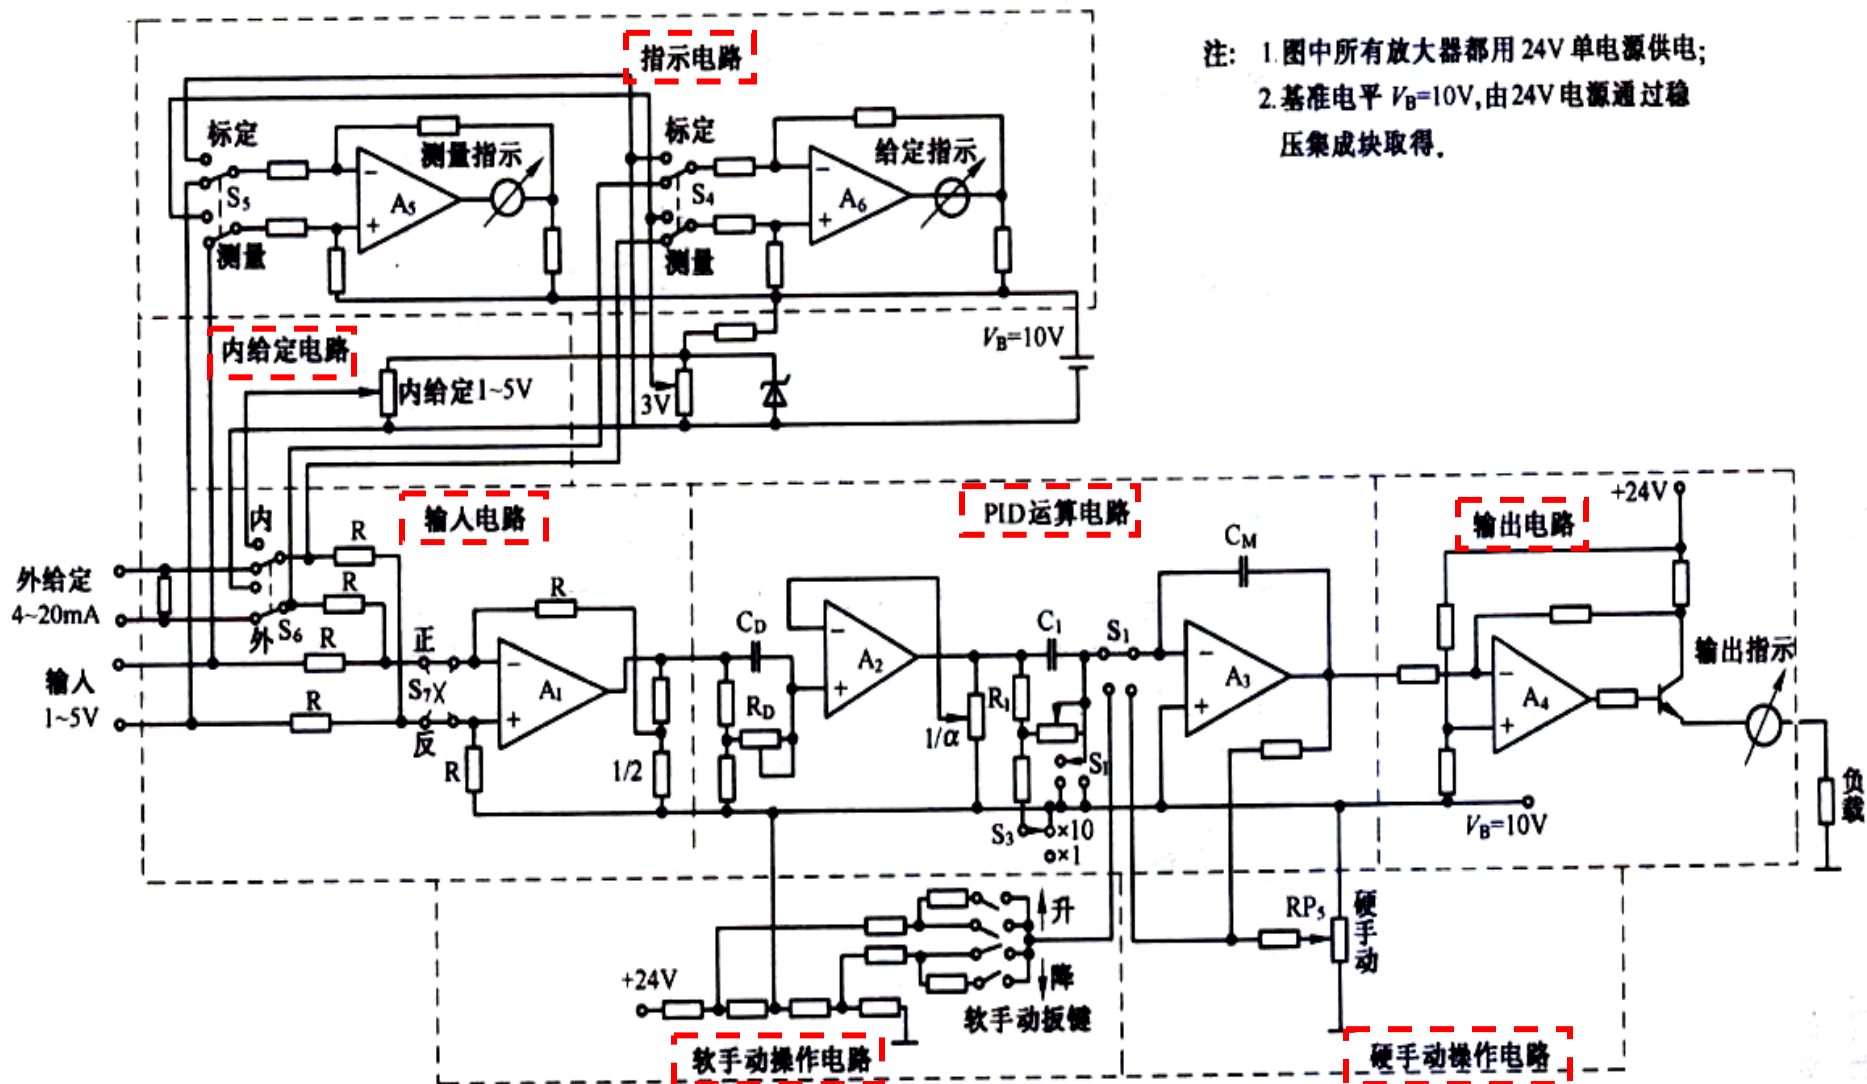 指示电路
注: 1.图中所有放大器都用24V单电源供电;
2.基准电平 VB=10V,由24V电源通过稳
压集成块取得.
标定
测量指示
S5
A5
测量
标定
给定指示
S4
A6
测量
内给定电路
内给定1~5V
3V
VB=10V
输入电路
PID运算电路
输出电路
+24V
内
R
外给定
4~20mA
R
外
S6
R
R
正
S7
反
输入
1~5V
R
R
A1
1/2
CD
RD
A2
1/α
CI
RI
S1
SI
S3
×10
×1
CM
A3
A4
输出指示
VB=10V
负载
升
降
+24V
软手动扳键
RP5
硬手动
软手动操作电路
硬手动操作电路